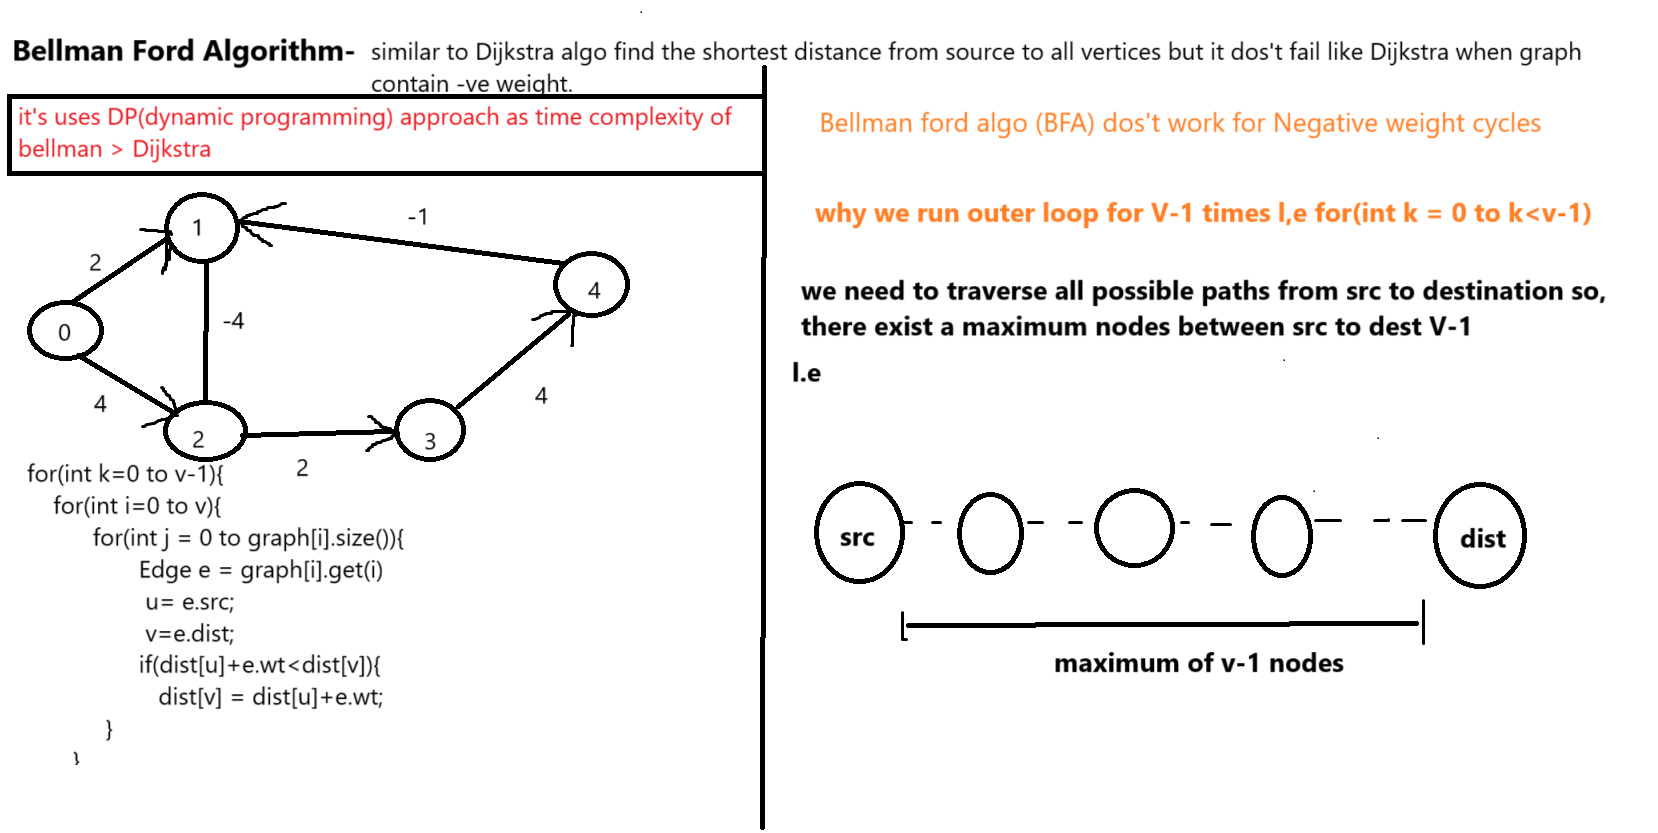 Bellman Ford Algorithm- similar to Dijkstra algo find the shortest distance from source to all vertices but it dos't fail like Dijkstra when graph
contain -ve weight.
it's uses DP(dynamic programming) approach as time complexity of
bellman > Dijkstra
1
-1
2
4
0
-4
4
4
2
3
2
for(int k=0 to v-1){
for(int i=0 to v){
for(int j = 0 to graph[i].size()){
Edge e = graph[i].get(i)
u= e.src;
v=e.dist;
if(dist[u]+e.wt<dist[v]){
dist[v] = dist[u]+e.wt;
}
}
Bellman ford algo (BFA) dos't work for Negative weight cycles
why we run outer loop for V-1 times I,e for(int k = 0 to k<v-1)
we need to traverse all possible paths from src to destination so,
there exist a maximum nodes between src to dest V-1
I.e
src
dist
maximum of v-1 nodes